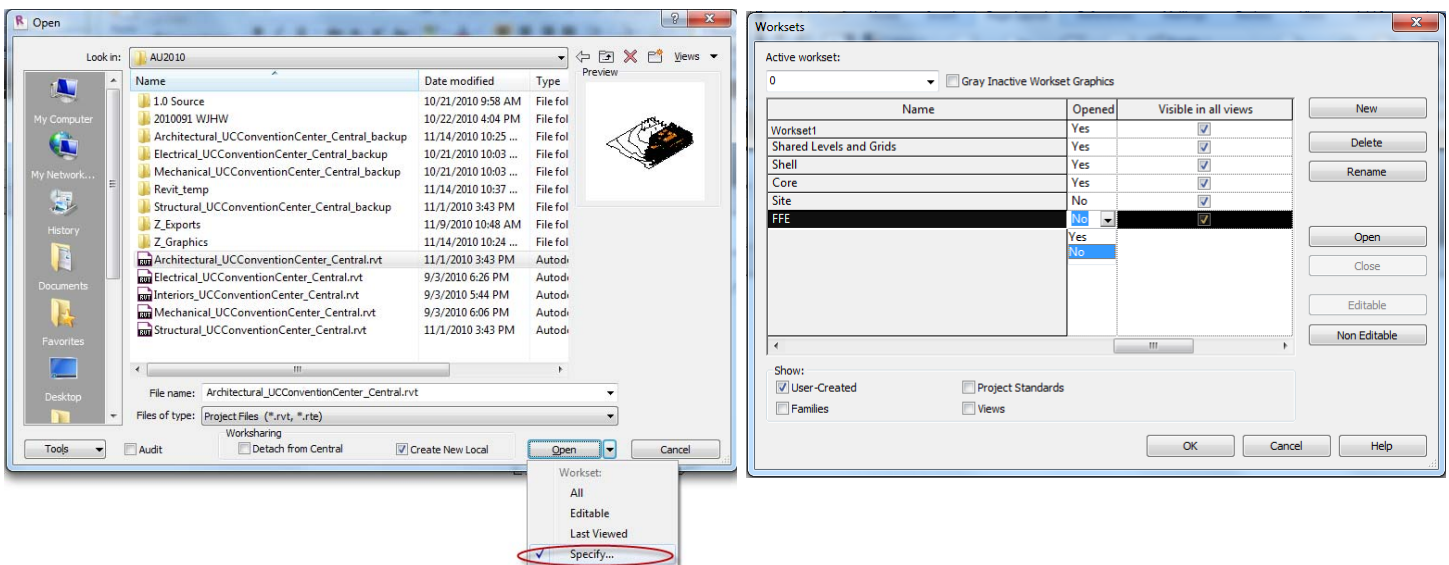 Open
Look in: AU2010 Views
Name Date modified Type Preview
1.0 Source 10/21/2010 9:58 AM File fol
2010091 WJHW 10/22/2010 4:04 PM File fol
Architectural_UCConventionCenter_Central_backup 11/14/2010 10:25 ... File fol
Electrical_UCConventionCenter_Central_backup 10/21/2010 10:03 ... File fol
Mechanical_UCConventionCenter_Central_backup 10/21/2010 10:03 ... File fol
Revit_temp 11/14/2010 10:37 ... File fol
Structural_UCConventionCenter_Central_backup 11/1/2010 3:43 PM File fol
Z_Exports 11/9/2010 10:48 AM File fol
Z_Graphics 11/14/2010 10:24 ... File fol
Architectural_UCConventionCenter_Central.rvt 11/1/2010 3:43 PM Autod
Electrical_UCConventionCenter_Central.rvt 9/3/2010 6:26 PM Autod
Interiors_UCConventionCenter_Central.rvt 9/3/2010 5:44 PM Autod
Mechanical_UCConventionCenter_Central.rvt 9/3/2010 6:06 PM Autod
Structural_UCConventionCenter_Central.rvt 11/1/2010 3:43 PM Autod
My Computer
My Network...
History
Documents
Favorites
Desktop
File name: Architectural_UCConventionCenter_Central.rvt
Files of type: Project Files (*.rvt, *.rte)
Worksharing
Tools Audit Detach from Central Create New Local Open Cancel
Workset:
All
Editable
Last Viewed
Specify...
Worksets
Active workset:
0 Gray Inactive Workset Graphics
Name Opened Visible in all views
Workset1 Yes
Shared Levels and Grids Yes
Shell Yes
Core Yes
Site No
FFE No
Yes
No
New
Delete
Rename
Open
Close
Editable
Non Editable
Show:
User-Created Project Standards
Families Views
OK Cancel Help